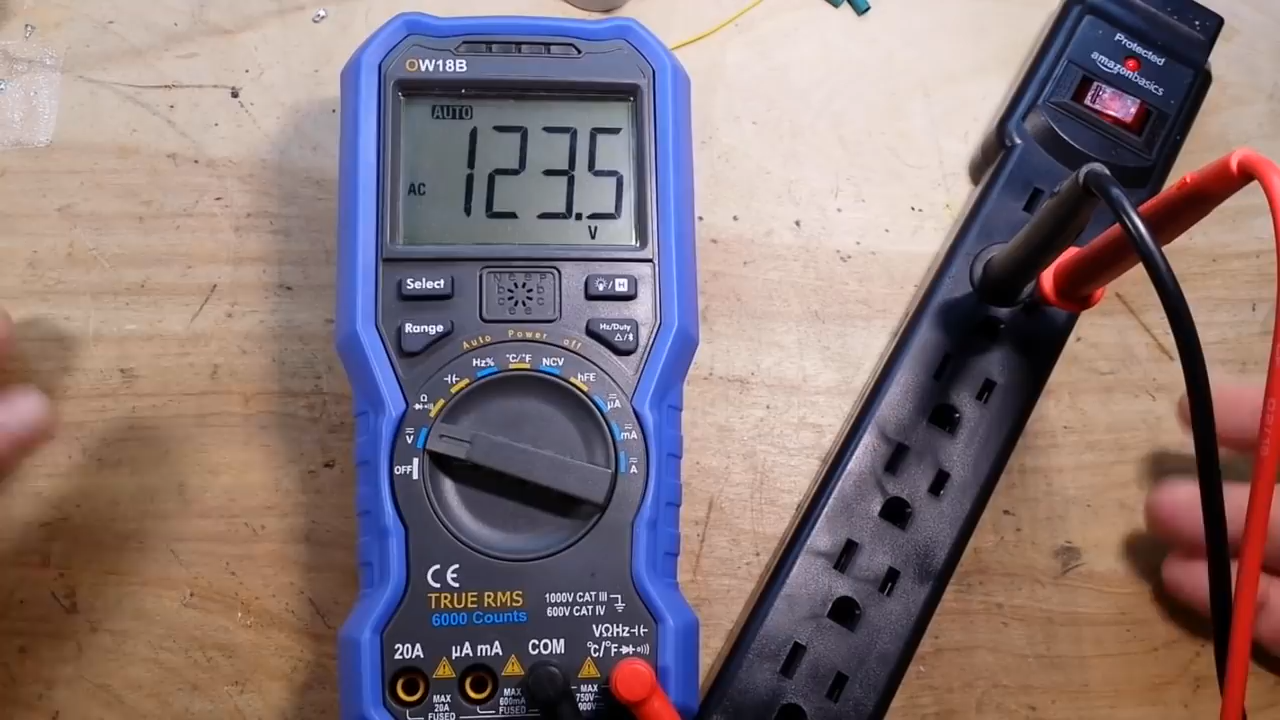 OW18B
AUTO
AC
123.5
V
Select
H
Range
Hz/Duty
Auto Power off
Hz%
°C/°F
NCV
hFE
Ω
µA
V
mA
OFF
A
CE
TRUE RMS
6000 Counts
1000V CAT III
600V CAT IV
VΩHz
°C/°F
20A
µA mA
COM
MAX
20A
FUSED
MAX
600mA
FUSED
MAX
750V~
Protected
amazonbasics